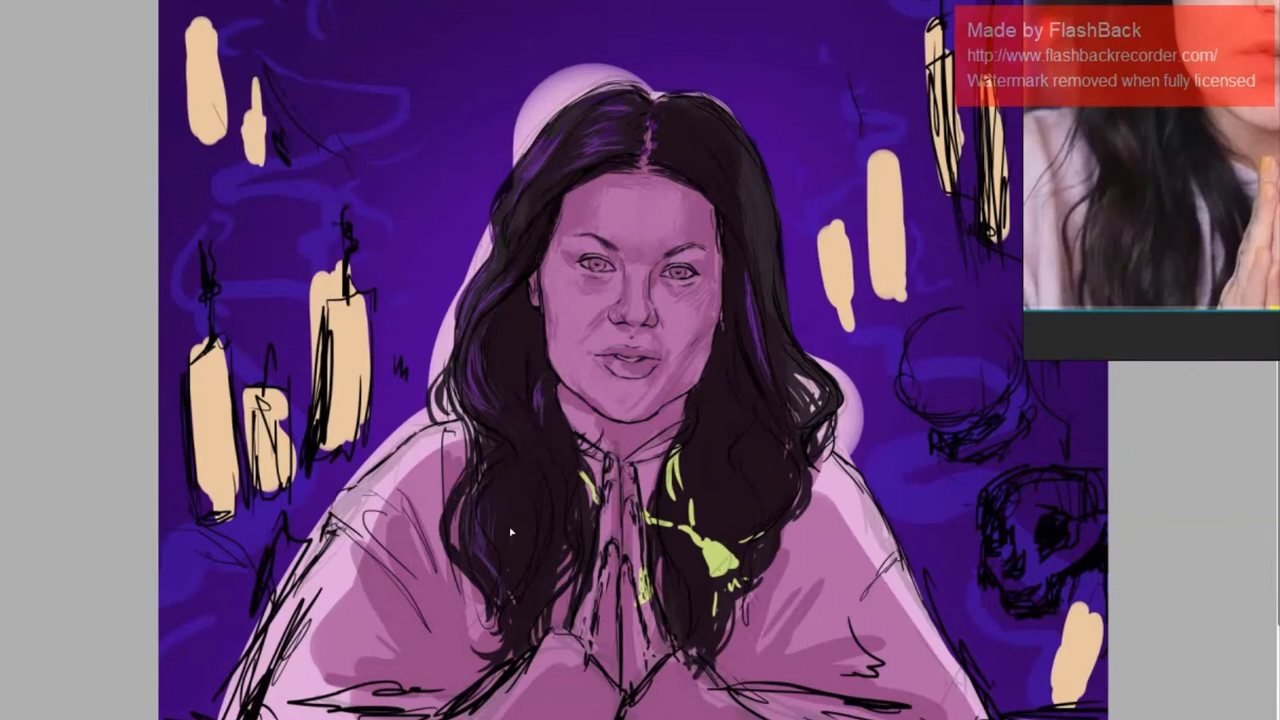 Made by FlashBack
http://www.flashbackrecorder.com/
Watermark removed when fully licensed